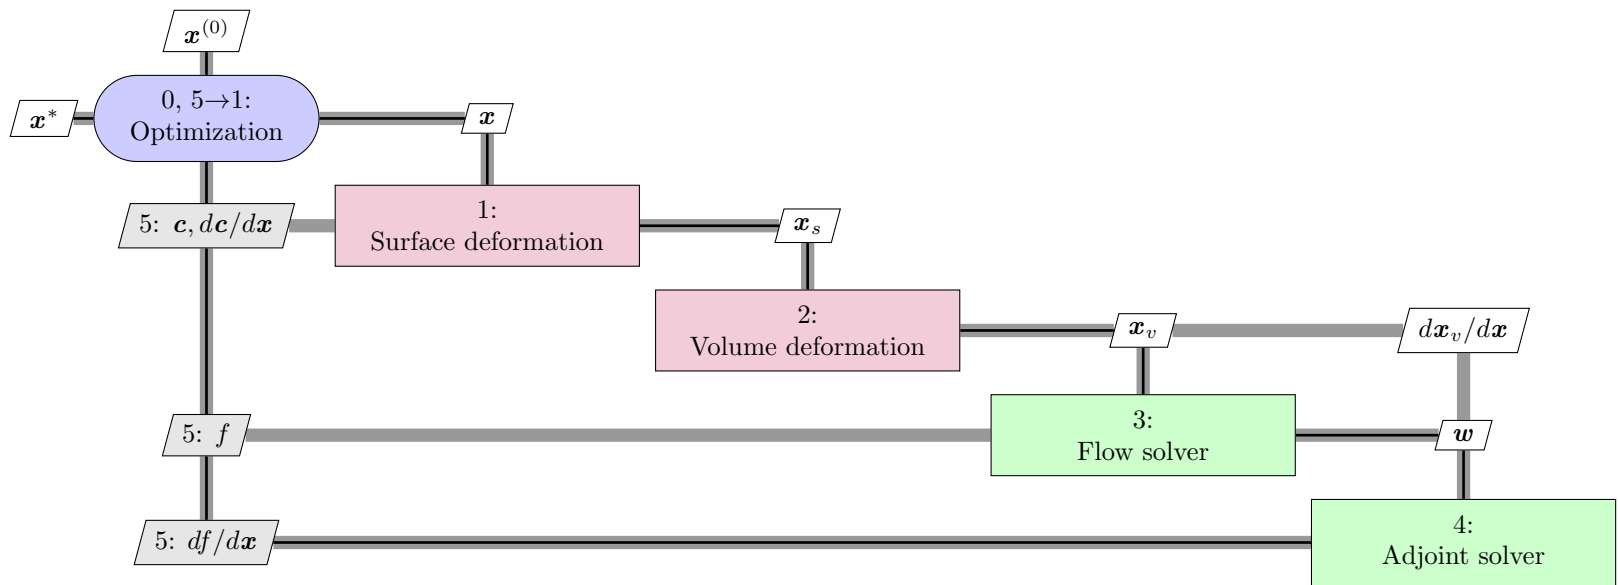 x^(0)
x^*
0, 5→1:
Optimization
x
5: c, dc/dx
1:
Surface deformation
x_s
2:
Volume deformation
x_v
dx_v/dx
5: f
3:
Flow solver
w
5: df/dx
4:
Adjoint solver